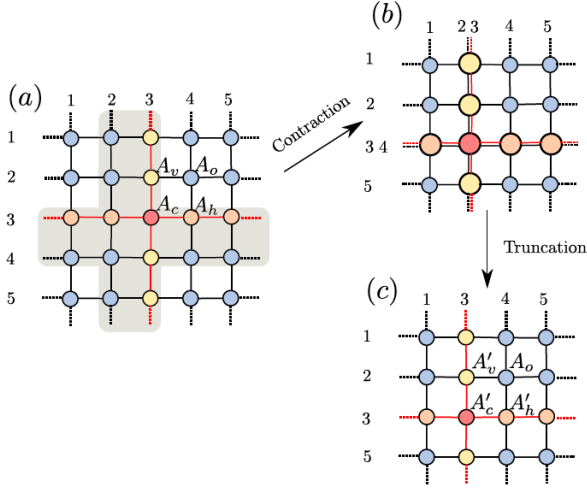 (a)
1 2 3 4 5
1
2 A_v A_o
3 A_c A_h
4
5
Contraction
(b)
1 2 3 4 5
1
2
3 4
5
Truncation
(c)
1 3 4 5
1
2 A'_v A_o
3 A'_c A'_h
5